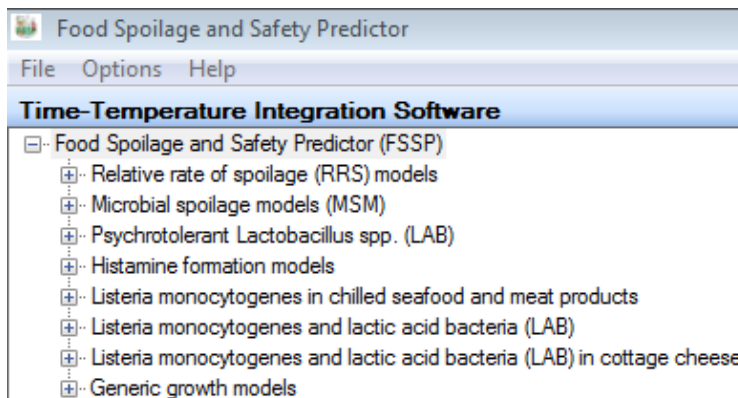 Food Spoilage and Safety Predictor
File Options Help
Time-Temperature Integration Software
Food Spoilage and Safety Predictor (FSSP)
Relative rate of spoilage (RRS) models
Microbial spoilage models (MSM)
Psychrotolerant Lactobacillus spp. (LAB)
Histamine formation models
Listeria monocytogenes in chilled seafood and meat products
Listeria monocytogenes and lactic acid bacteria (LAB)
Listeria monocytogenes and lactic acid bacteria (LAB) in cottage cheese
Generic growth models